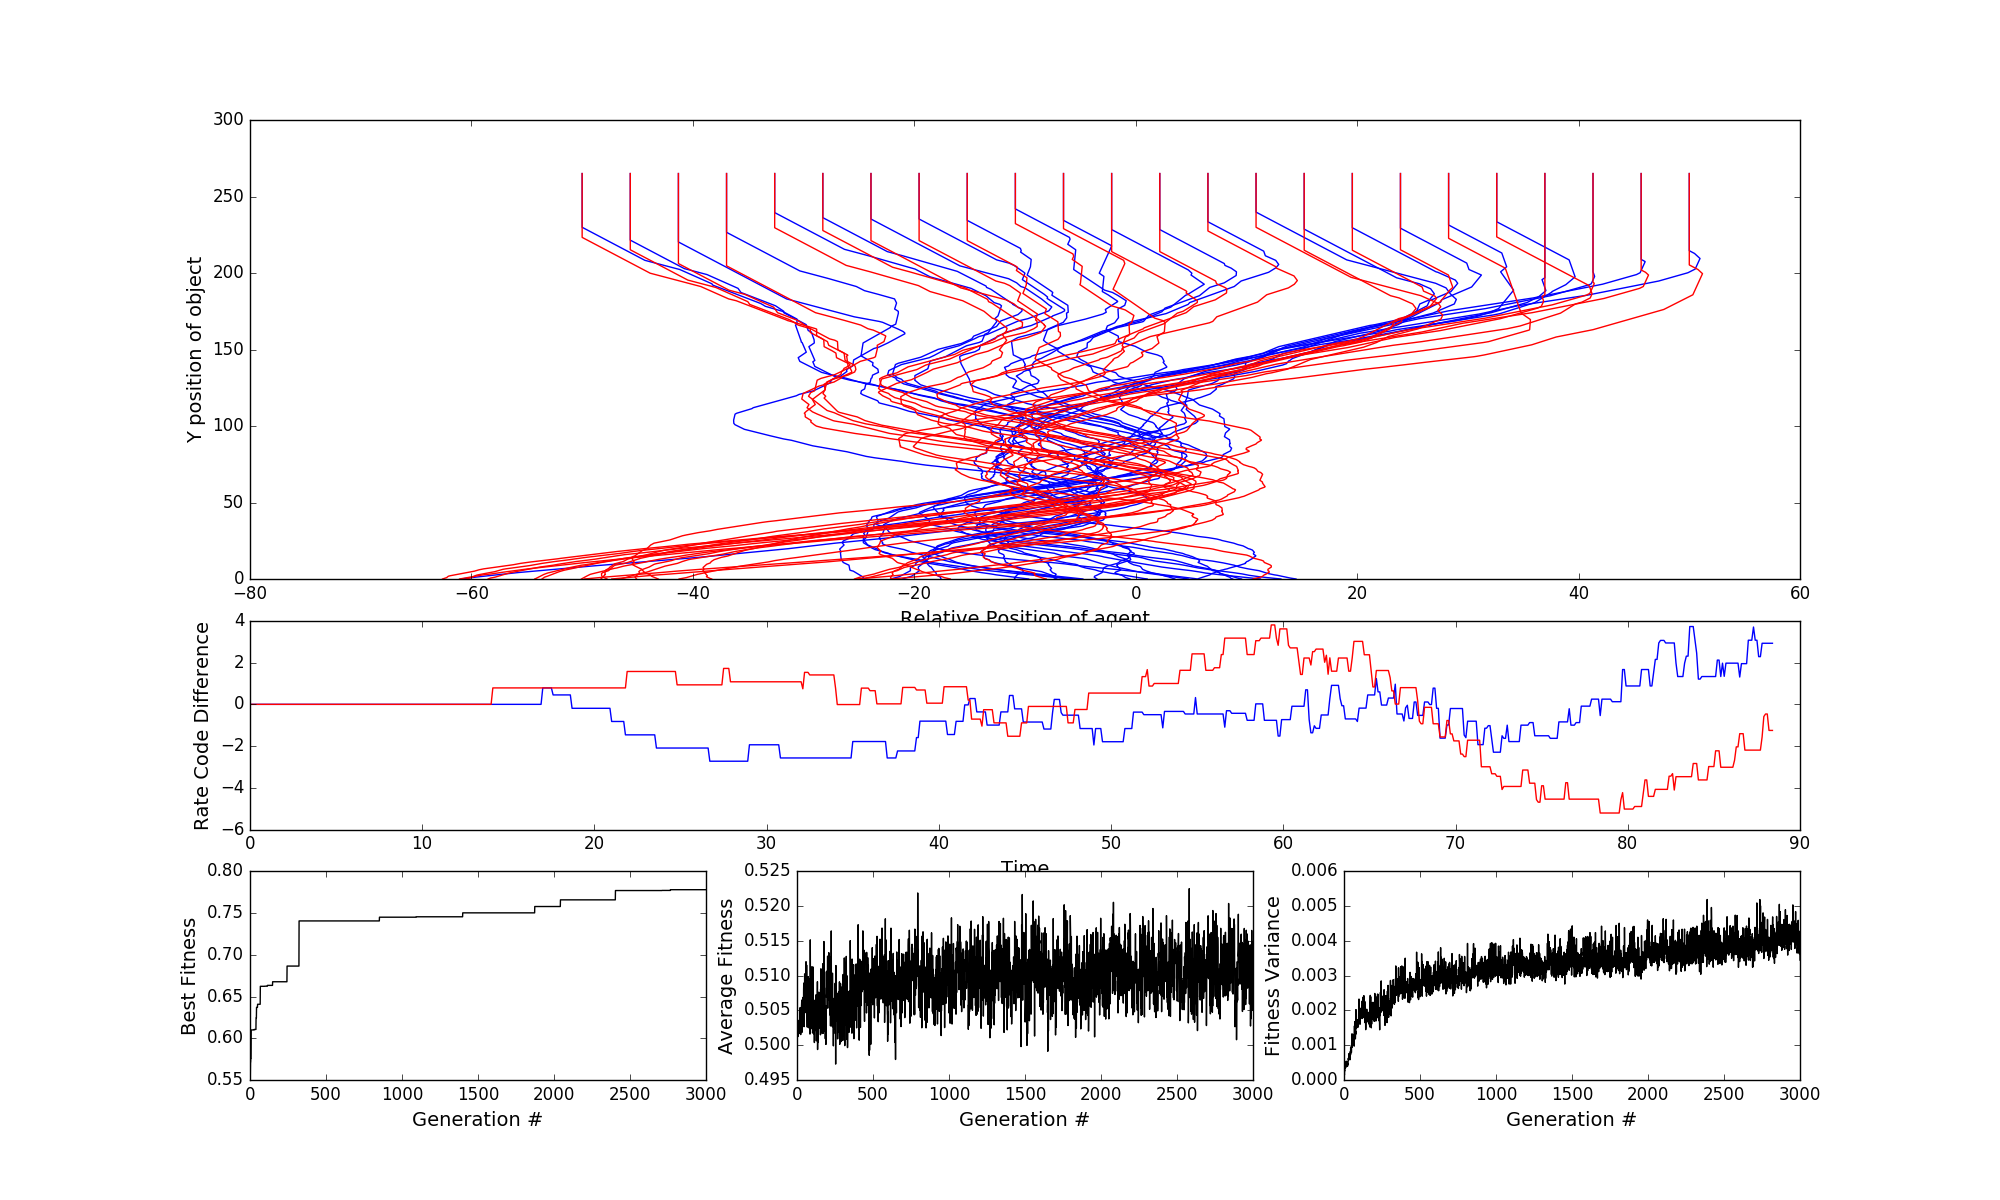 300
250
200
150
100
50
0
Y position of object
−80 −60 −40 −20 0 20 40 60
Relative Position of agent
4
2
0
−2
−4
−6
Rate Code Difference
0 10 20 30 40 50 60 70 80 90
Time
0.80
0.75
0.70
0.65
0.60
0.55
Best Fitness
0 500 1000 1500 2000 2500 3000
Generation #
0.525
0.520
0.515
0.510
0.505
0.500
0.495
Average Fitness
0 500 1000 1500 2000 2500 3000
Generation #
0.006
0.005
0.004
0.003
0.002
0.001
0.000
Fitness Variance
0 500 1000 1500 2000 2500 3000
Generation #